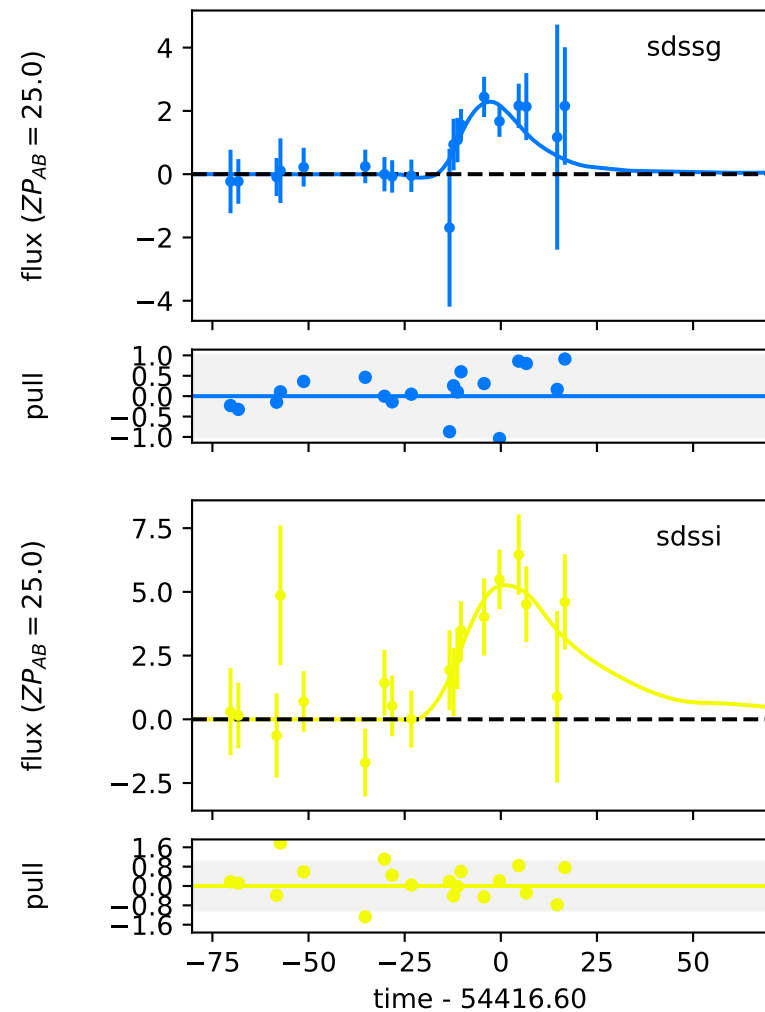 sdssg
flux (ZP_AB = 25.0)
4
2
0
−2
−4
pull
1.0
0.5
0.0
−0.5
−1.0
sdssi
flux (ZP_AB = 25.0)
7.5
5.0
2.5
0.0
−2.5
pull
1.6
0.8
0.0
−0.8
−1.6
−75 −50 −25 0 25 50
time - 54416.60